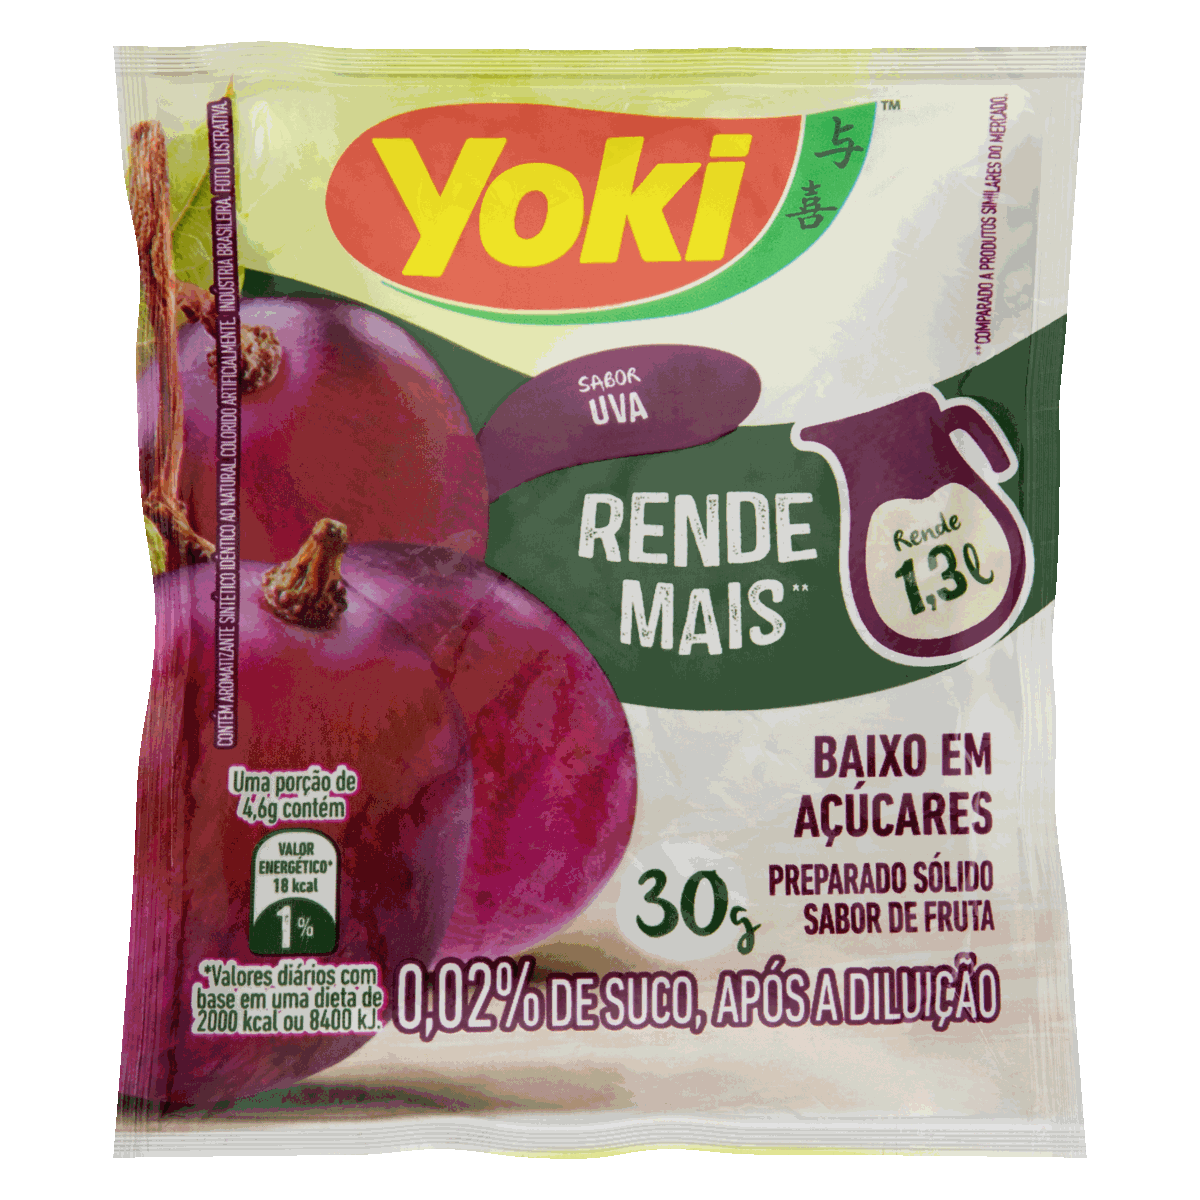 Yoki
TM
与
喜
CONTÉM AROMATIZANTE SINTÉTICO IDÊNTICO AO NATURAL. COLORIDO ARTIFICIALMENTE. INDÚSTRIA BRASILEIRA. FOTO ILUSTRATIVA.
**COMPARADO A PRODUTOS SIMILARES DO MERCADO.
SABOR
UVA
RENDE
MAIS**
Rende
1,3l
BAIXO EM
AÇÚCARES
PREPARADO SÓLIDO
SABOR DE FRUTA
30g
Uma porção de
4,6g contém
VALOR
ENERGÉTICO*
18 kcal
1%
*Valores diários com
base em uma dieta de
2000 kcal ou 8400 kJ.
0,02% DE SUCO, APÓS A DILUIÇÃO